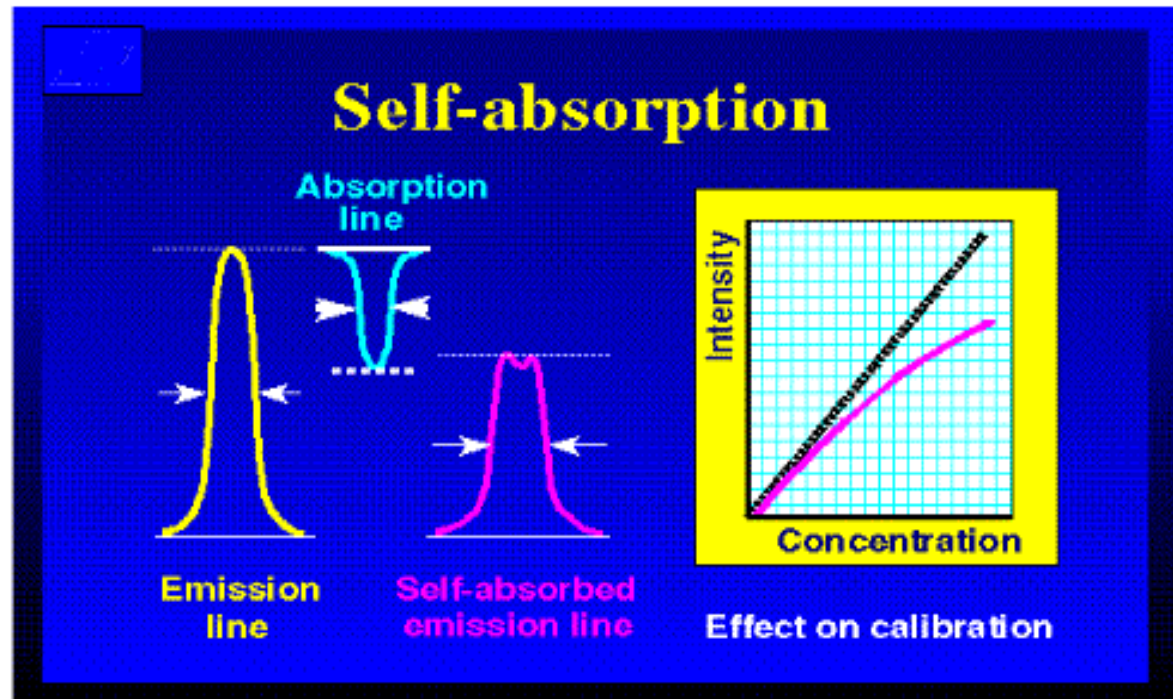 Self-absorption
Absorption
line
Intensity
Concentration
Emission
line
Self-absorbed
emission line
Effect on calibration